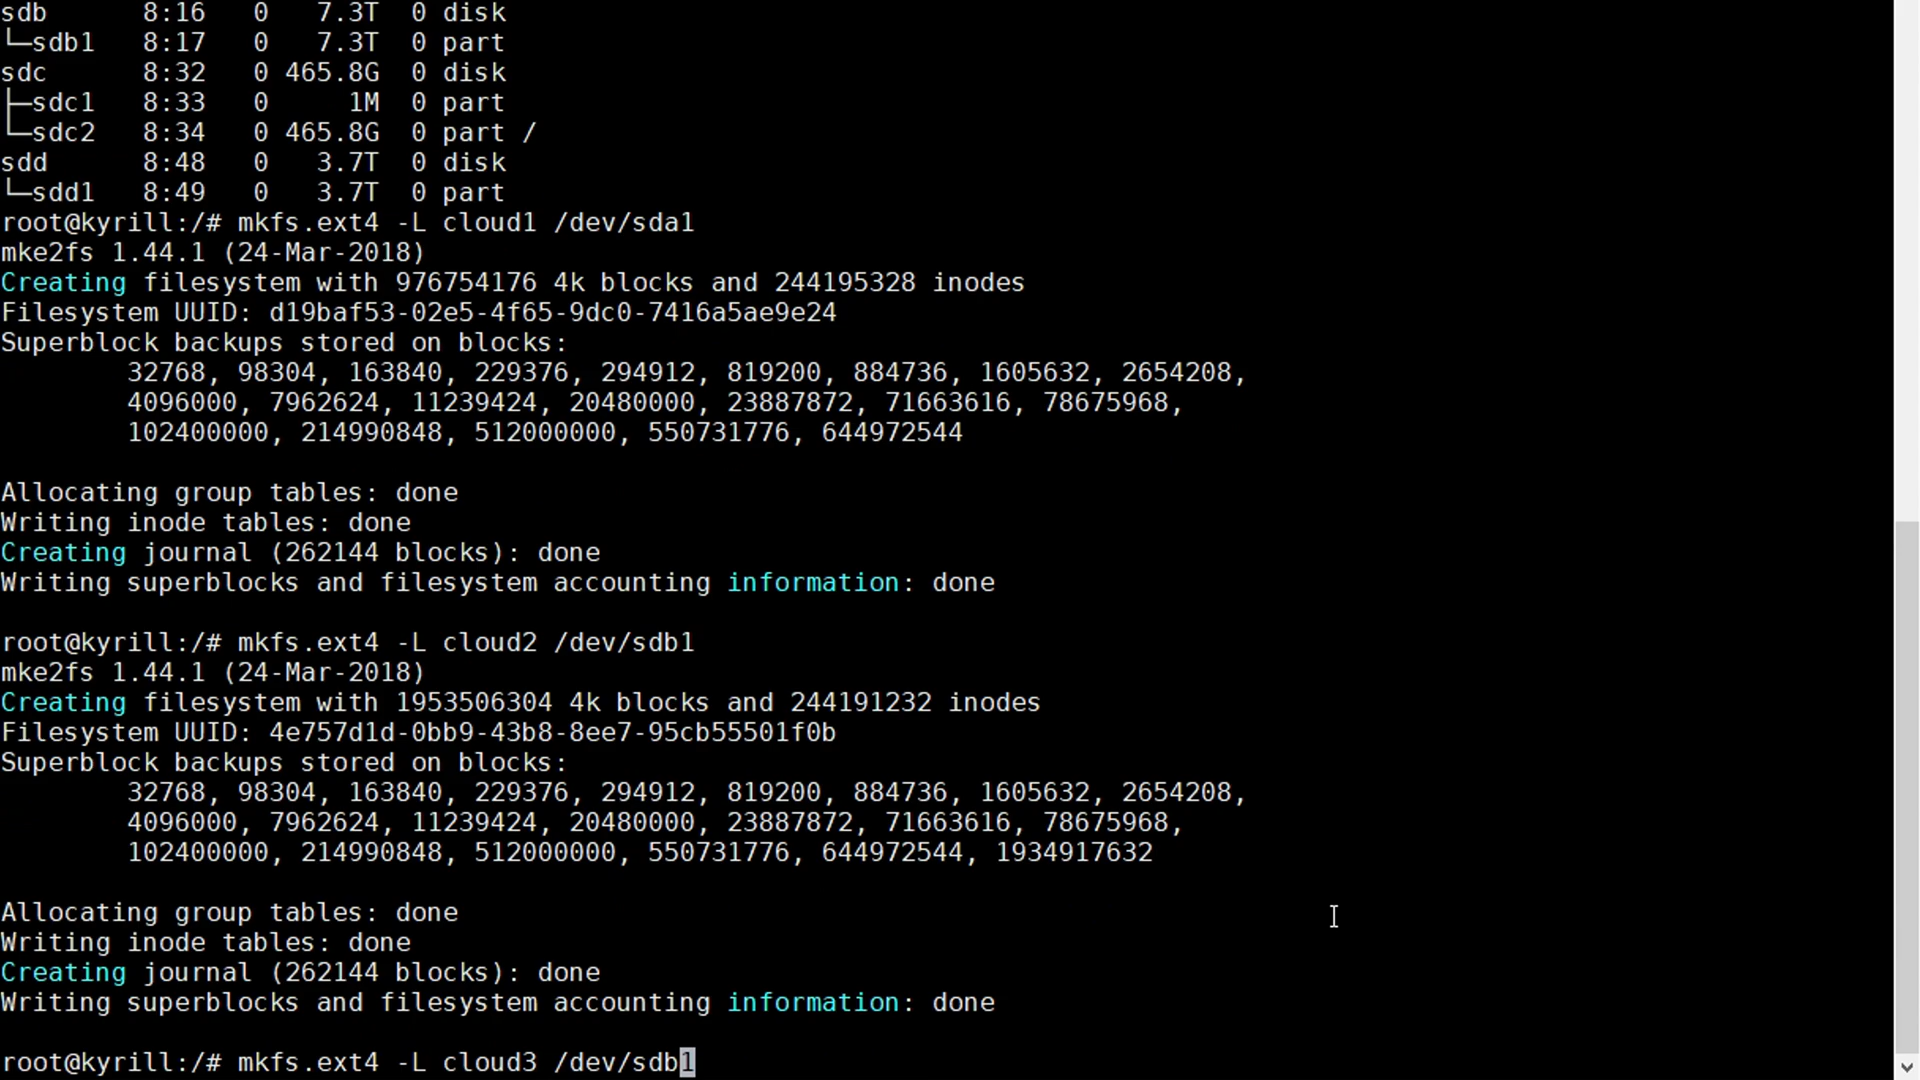 sdb      8:16   0   7.3T  0 disk
└─sdb1   8:17   0   7.3T  0 part
sdc      8:32   0 465.8G  0 disk
├─sdc1   8:33   0     1M  0 part
└─sdc2   8:34   0 465.8G  0 part /
sdd      8:48   0   3.7T  0 disk
└─sdd1   8:49   0   3.7T  0 part
root@kyrill:/# mkfs.ext4 -L cloud1 /dev/sda1
mke2fs 1.44.1 (24-Mar-2018)
Creating filesystem with 976754176 4k blocks and 244195328 inodes
Filesystem UUID: d19baf53-02e5-4f65-9dc0-7416a5ae9e24
Superblock backups stored on blocks:
        32768, 98304, 163840, 229376, 294912, 819200, 884736, 1605632, 2654208,
        4096000, 7962624, 11239424, 20480000, 23887872, 71663616, 78675968,
        102400000, 214990848, 512000000, 550731776, 644972544
Allocating group tables: done
Writing inode tables: done
Creating journal (262144 blocks): done
Writing superblocks and filesystem accounting information: done
root@kyrill:/# mkfs.ext4 -L cloud2 /dev/sdb1
mke2fs 1.44.1 (24-Mar-2018)
Creating filesystem with 1953506304 4k blocks and 244191232 inodes
Filesystem UUID: 4e757d1d-0bb9-43b8-8ee7-95cb55501f0b
Superblock backups stored on blocks:
        32768, 98304, 163840, 229376, 294912, 819200, 884736, 1605632, 2654208,
        4096000, 7962624, 11239424, 20480000, 23887872, 71663616, 78675968,
        102400000, 214990848, 512000000, 550731776, 644972544, 1934917632
Allocating group tables: done
Writing inode tables: done
Creating journal (262144 blocks): done
Writing superblocks and filesystem accounting information: done
root@kyrill:/# mkfs.ext4 -L cloud3 /dev/sdb1